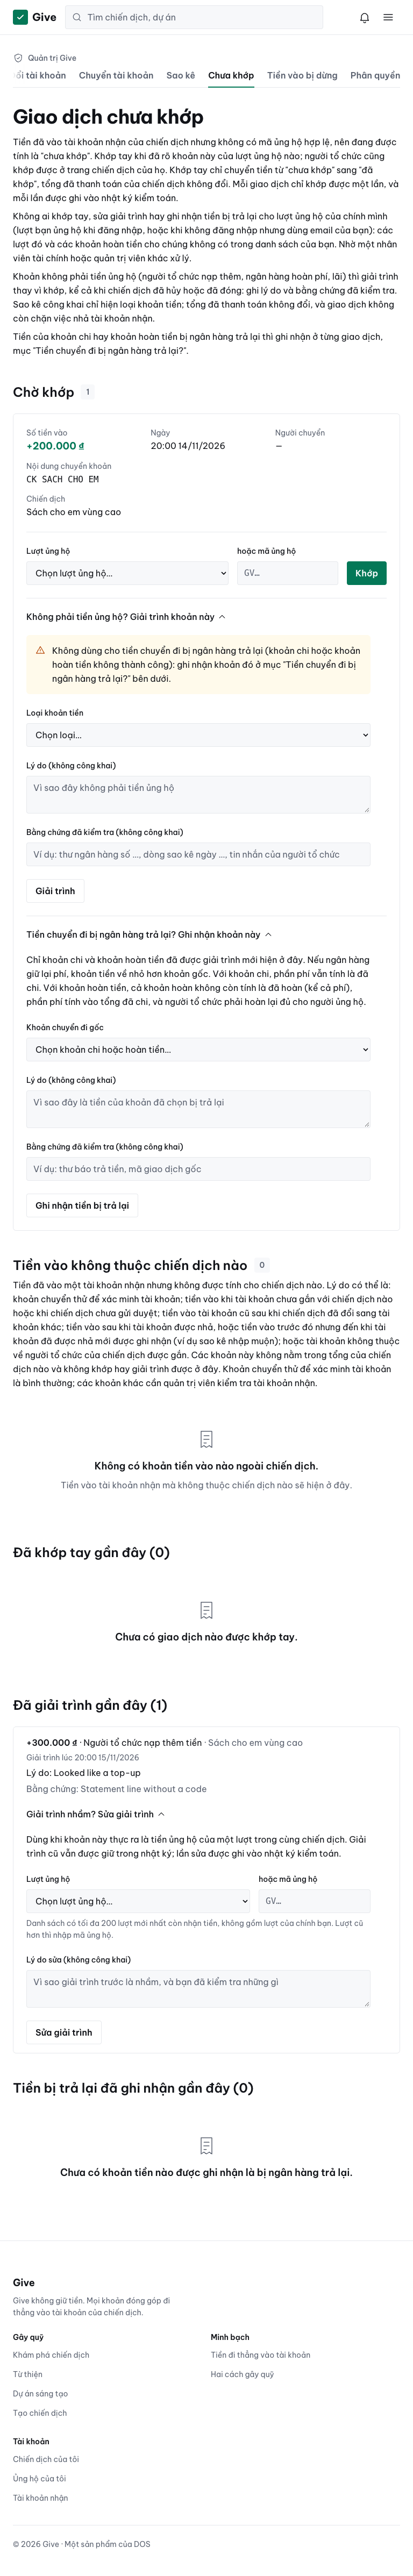 Give
Tìm chiến dịch, dự án
Quản trị Give
ổi tài khoản Chuyển tài khoản Sao kê Chưa khớp Tiền vào bị dừng Phân quyền
Giao dịch chưa khớp
Tiền đã vào tài khoản nhận của chiến dịch nhưng không có mã ủng hộ hợp lệ, nên đang được
tính là "chưa khớp". Khớp tay khi đã rõ khoản này của lượt ủng hộ nào; người tổ chức cũng
khớp được ở trang chiến dịch của họ. Khớp tay chỉ chuyển tiền từ "chưa khớp" sang "đã
khớp", tổng đã thanh toán của chiến dịch không đổi. Mỗi giao dịch chỉ khớp được một lần, và
mỗi lần được ghi vào nhật ký kiểm toán.
Không ai khớp tay, sửa giải trình hay ghi nhận tiền bị trả lại cho lượt ủng hộ của chính mình
(lượt bạn ủng hộ khi đăng nhập, hoặc khi không đăng nhập nhưng dùng email của bạn): các
lượt đó và các khoản hoàn tiền cho chúng không có trong danh sách của bạn. Nhờ một nhân
viên tài chính hoặc quản trị viên khác xử lý.
Khoản không phải tiền ủng hộ (người tổ chức nạp thêm, ngân hàng hoàn phí, lãi) thì giải trình
thay vì khớp, kể cả khi chiến dịch đã hủy hoặc đã đóng: ghi lý do và bằng chứng đã kiểm tra.
Sao kê công khai chỉ hiện loại khoản tiền; tổng đã thanh toán không đổi, và giao dịch không
còn chặn việc nhả tài khoản nhận.
Tiền của khoản chi hay khoản hoàn tiền bị ngân hàng trả lại thì ghi nhận ở từng giao dịch,
mục "Tiền chuyển đi bị ngân hàng trả lại?".
Chờ khớp 1
Số tiền vào Ngày Người chuyển
+200.000 ₫ 20:00 14/11/2026 —
Nội dung chuyển khoản
CK SACH CHO EM
Chiến dịch
Sách cho em vùng cao
Lượt ủng hộ hoặc mã ủng hộ
Chọn lượt ủng hộ… GV… Khớp
Không phải tiền ủng hộ? Giải trình khoản này
Không dùng cho tiền chuyển đi bị ngân hàng trả lại (khoản chi hoặc khoản
hoàn tiền không thành công): ghi nhận khoản đó ở mục "Tiền chuyển đi bị
ngân hàng trả lại?" bên dưới.
Loại khoản tiền
Chọn loại…
Lý do (không công khai)
Vì sao đây không phải tiền ủng hộ
Bằng chứng đã kiểm tra (không công khai)
Ví dụ: thư ngân hàng số …, dòng sao kê ngày …, tin nhắn của người tổ chức
Giải trình
Tiền chuyển đi bị ngân hàng trả lại? Ghi nhận khoản này
Chỉ khoản chi và khoản hoàn tiền đã được giải trình mới hiện ở đây. Nếu ngân hàng
giữ lại phí, khoản tiền về nhỏ hơn khoản gốc. Với khoản chi, phần phí vẫn tính là đã
chi. Với khoản hoàn tiền, cả khoản hoàn không còn tính là đã hoàn (kể cả phí),
phần phí tính vào tổng đã chi, và người tổ chức phải hoàn lại đủ cho người ủng hộ.
Khoản chuyển đi gốc
Chọn khoản chi hoặc hoàn tiền…
Lý do (không công khai)
Vì sao đây là tiền của khoản đã chọn bị trả lại
Bằng chứng đã kiểm tra (không công khai)
Ví dụ: thư báo trả tiền, mã giao dịch gốc
Ghi nhận tiền bị trả lại
Tiền vào không thuộc chiến dịch nào 0
Tiền đã vào một tài khoản nhận nhưng không được tính cho chiến dịch nào. Lý do có thể là:
khoản chuyển thử để xác minh tài khoản; tiền vào khi tài khoản chưa gắn với chiến dịch nào
hoặc khi chiến dịch chưa gửi duyệt; tiền vào tài khoản cũ sau khi chiến dịch đã đổi sang tài
khoản khác; tiền vào sau khi tài khoản được nhả, hoặc tiền vào trước đó nhưng đến khi tài
khoản đã được nhả mới được ghi nhận (ví dụ sao kê nhập muộn); hoặc tài khoản không thuộc
về người tổ chức của chiến dịch được gắn. Các khoản này không nằm trong tổng của chiến
dịch nào và không khớp hay giải trình được ở đây. Khoản chuyển thử để xác minh tài khoản
là bình thường; các khoản khác cần quản trị viên kiểm tra tài khoản nhận.
Không có khoản tiền vào nào ngoài chiến dịch.
Tiền vào tài khoản nhận mà không thuộc chiến dịch nào sẽ hiện ở đây.
Đã khớp tay gần đây (0)
Chưa có giao dịch nào được khớp tay.
Đã giải trình gần đây (1)
+300.000 ₫ · Người tổ chức nạp thêm tiền · Sách cho em vùng cao
Giải trình lúc 20:00 15/11/2026
Lý do: Looked like a top-up
Bằng chứng: Statement line without a code
Giải trình nhầm? Sửa giải trình
Dùng khi khoản này thực ra là tiền ủng hộ của một lượt trong cùng chiến dịch. Giải
trình cũ vẫn được giữ trong nhật ký; lần sửa được ghi vào nhật ký kiểm toán.
Lượt ủng hộ hoặc mã ủng hộ
Chọn lượt ủng hộ… GV…
Danh sách có tối đa 200 lượt mới nhất còn nhận tiền, không gồm lượt của chính bạn. Lượt cũ
hơn thì nhập mã ủng hộ.
Lý do sửa (không công khai)
Vì sao giải trình trước là nhầm, và bạn đã kiểm tra những gì
Sửa giải trình
Tiền bị trả lại đã ghi nhận gần đây (0)
Chưa có khoản tiền nào được ghi nhận là bị ngân hàng trả lại.
Give
Give không giữ tiền. Mọi khoản đóng góp đi
thẳng vào tài khoản của chiến dịch.
Gây quỹ Minh bạch
Khám phá chiến dịch Tiền đi thẳng vào tài khoản
Từ thiện Hai cách gây quỹ
Dự án sáng tạo
Tạo chiến dịch
Tài khoản
Chiến dịch của tôi
Ủng hộ của tôi
Tài khoản nhận
© 2026 Give · Một sản phẩm của DOS